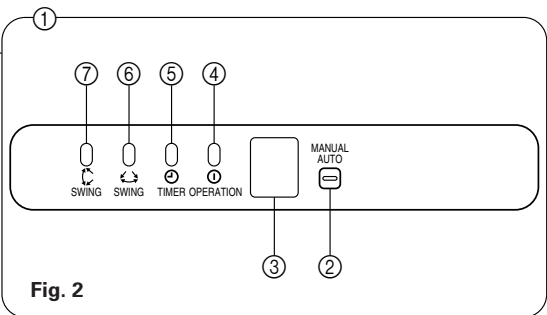 ①
⑦ ⑥ ⑤ ④
MANUAL
AUTO
SWING SWING TIMER OPERATION
③ ②
Fig. 2